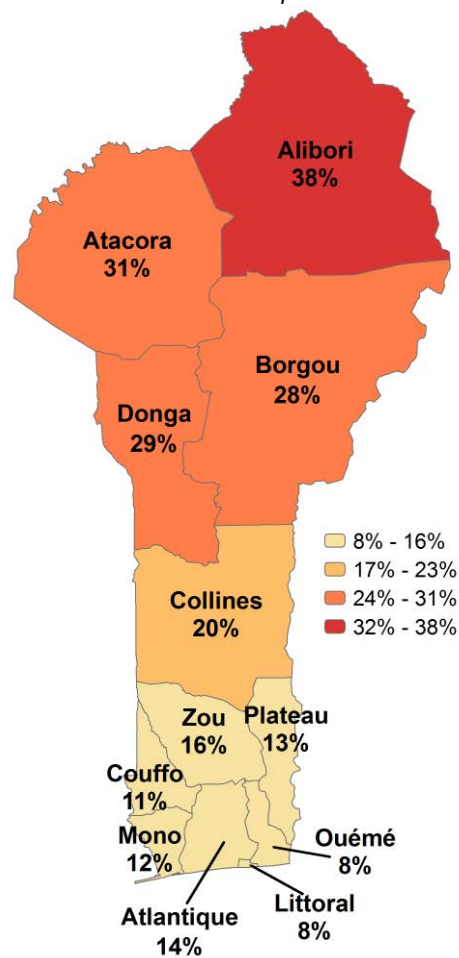 Alibori
38%
Atacora
31%
Borgou
28%
Donga
29%
8% - 16%
17% - 23%
24% - 31%
32% - 38%
Collines
20%
Zou
16%
Plateau
13%
Couffo
11%
Mono
12%
Ouémé
8%
Littoral
8%
Atlantique
14%